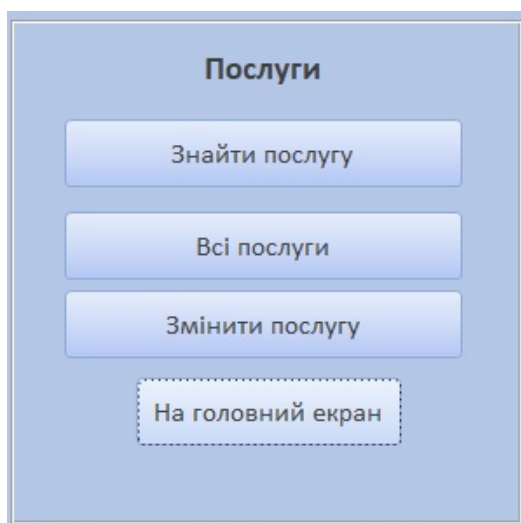 Послуги
Знайти послугу
Всі послуги
Змінити послугу
На головний екран